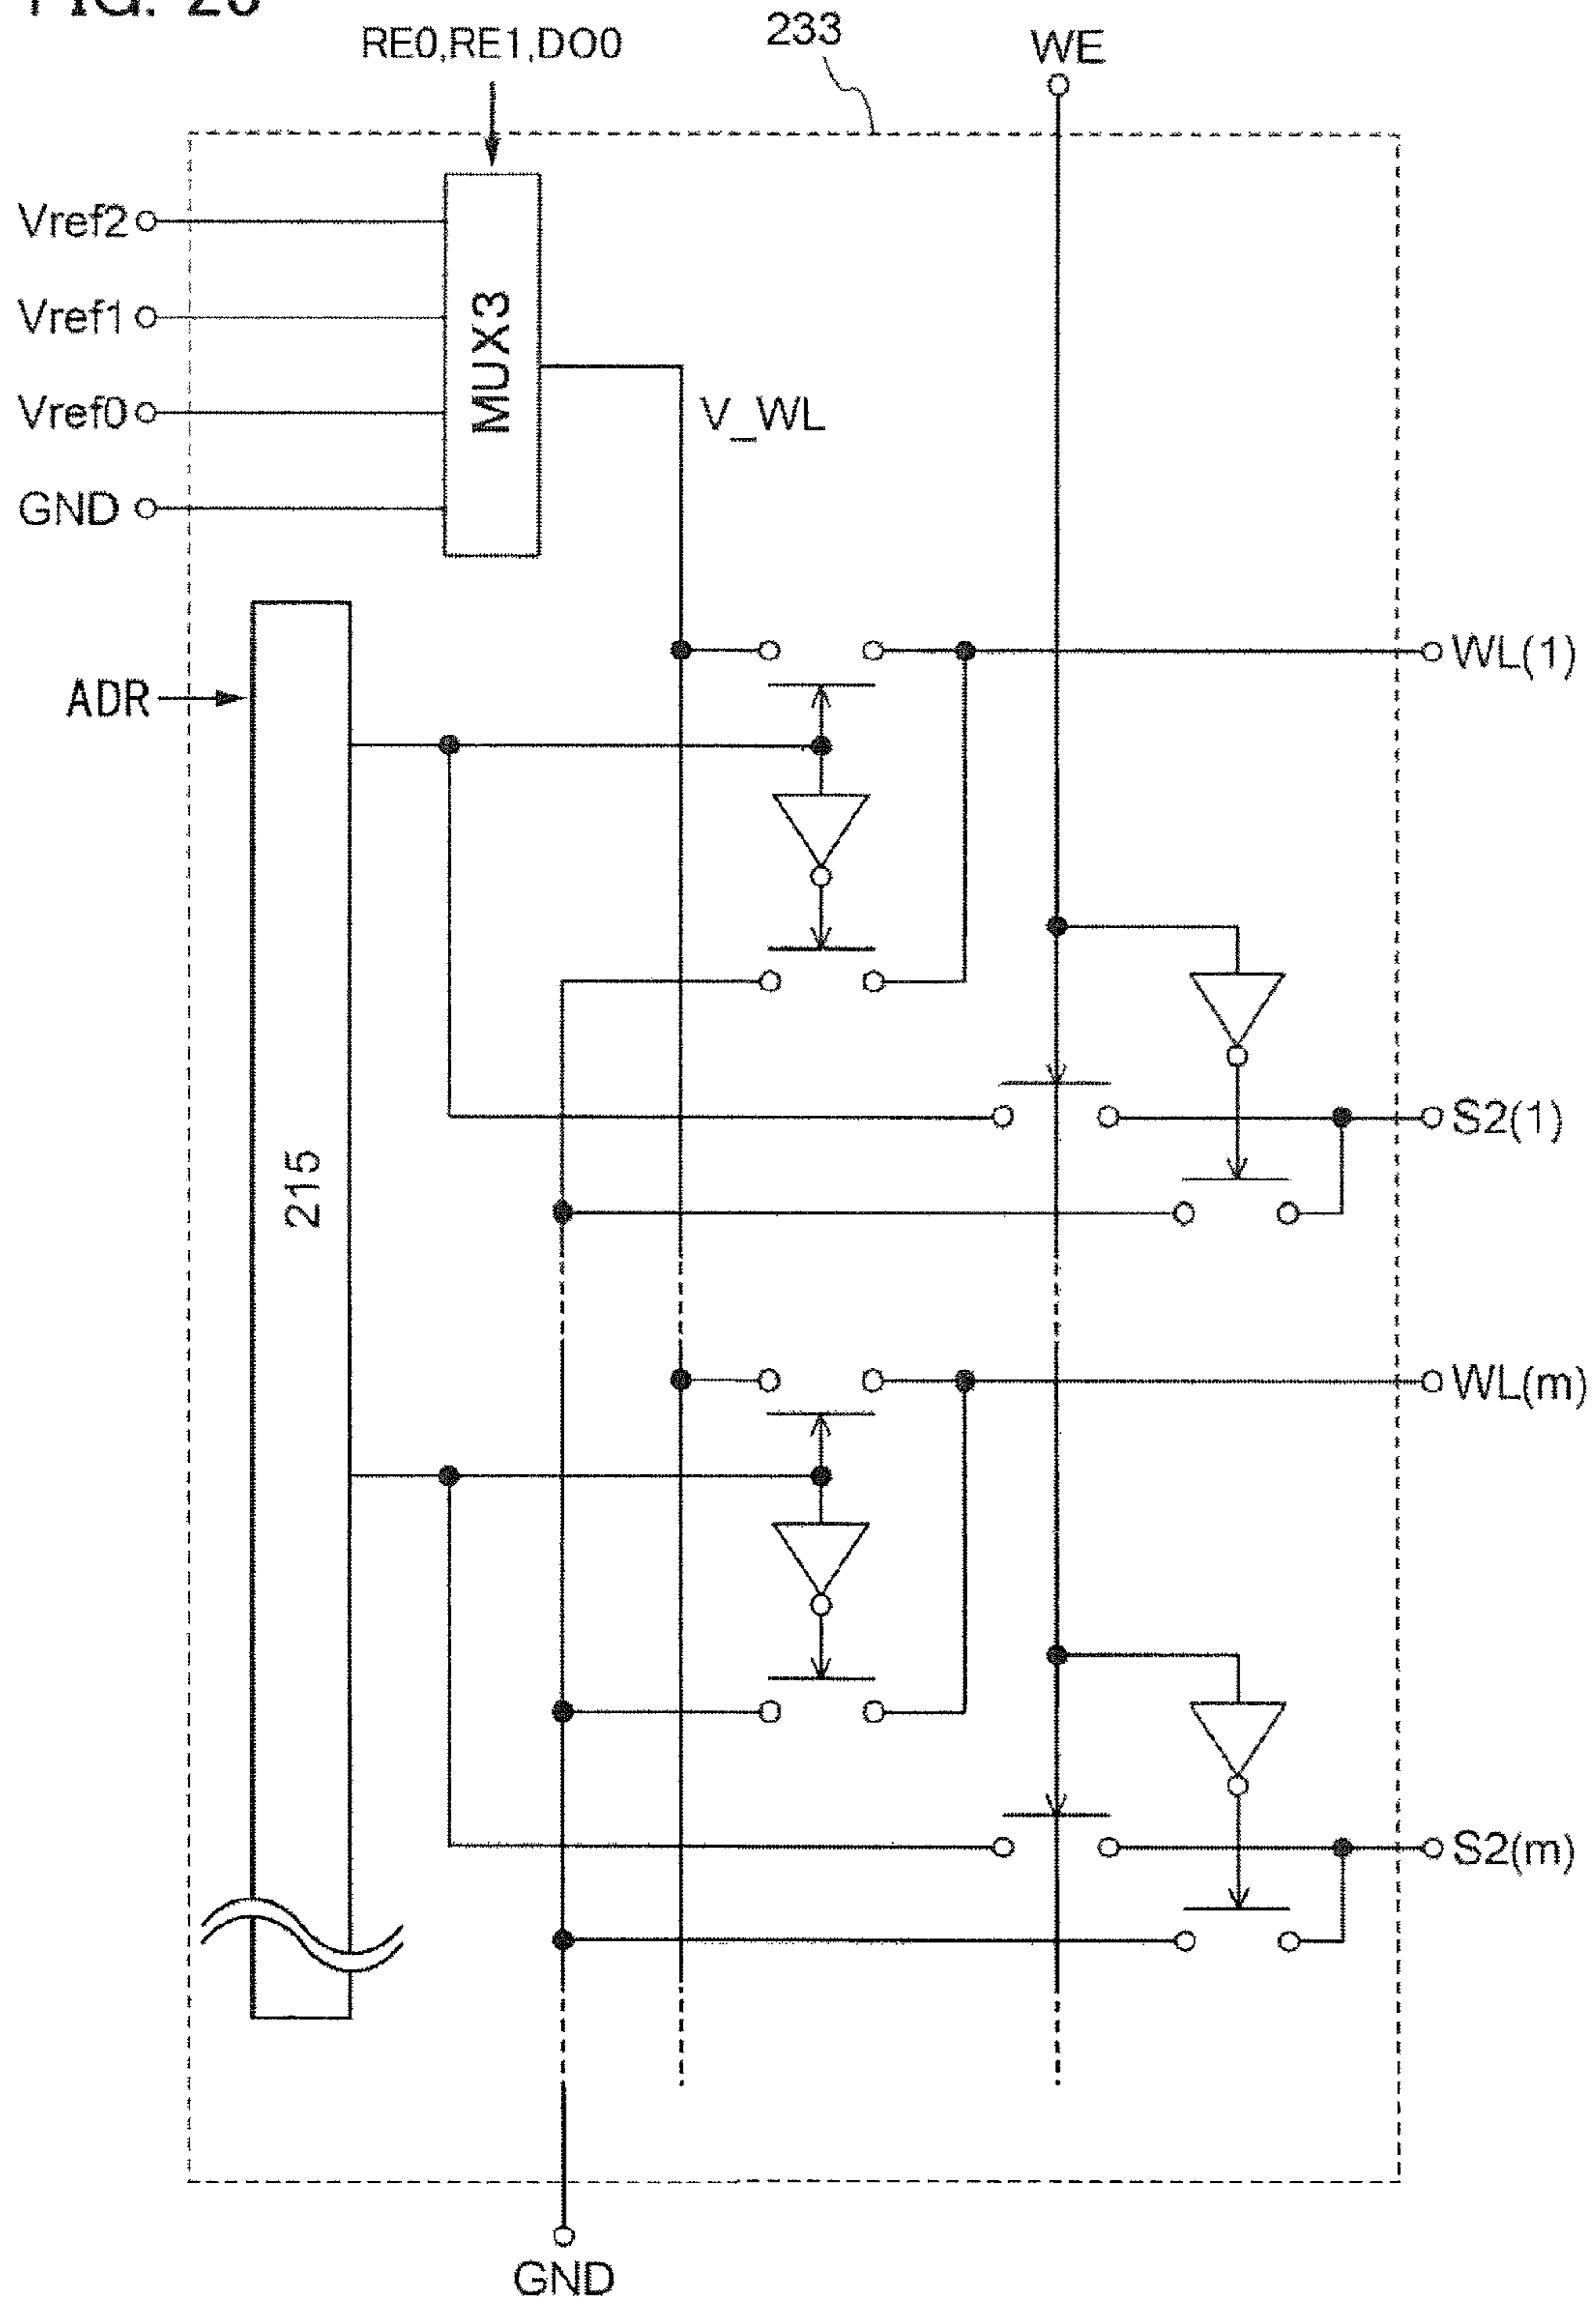 233
RE0,RE1,DO0
WE
Vref2
Vref1
MUX3
Vref0
V_WL
GND
WL(1)
ADR
S2(1)
215
WL(m)
S2(m)
GND